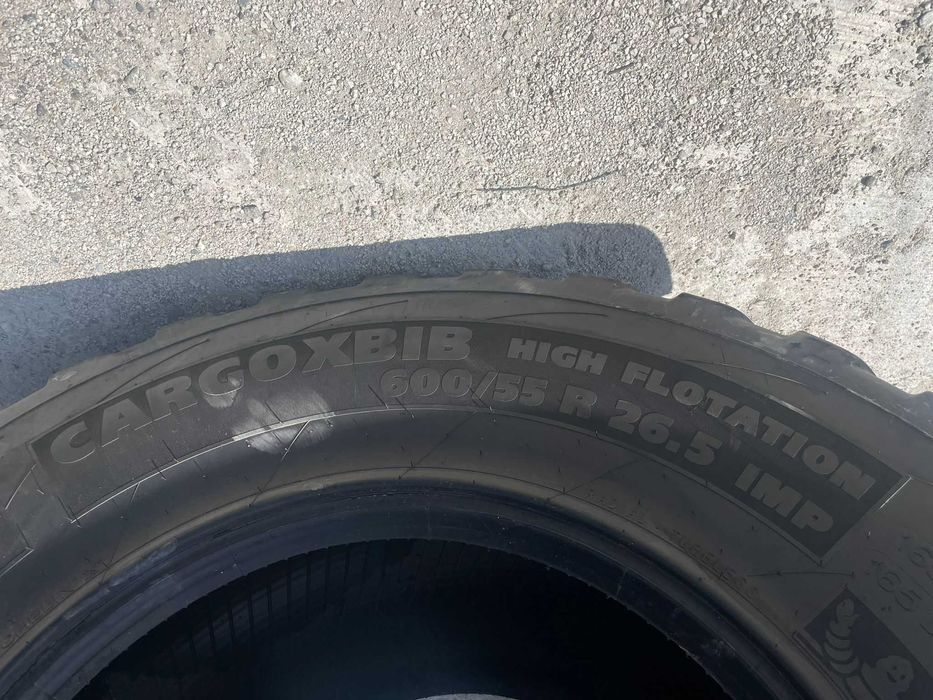 CARGOXBIB HIGH FLOTATION
600/55 R 26.5 IMP